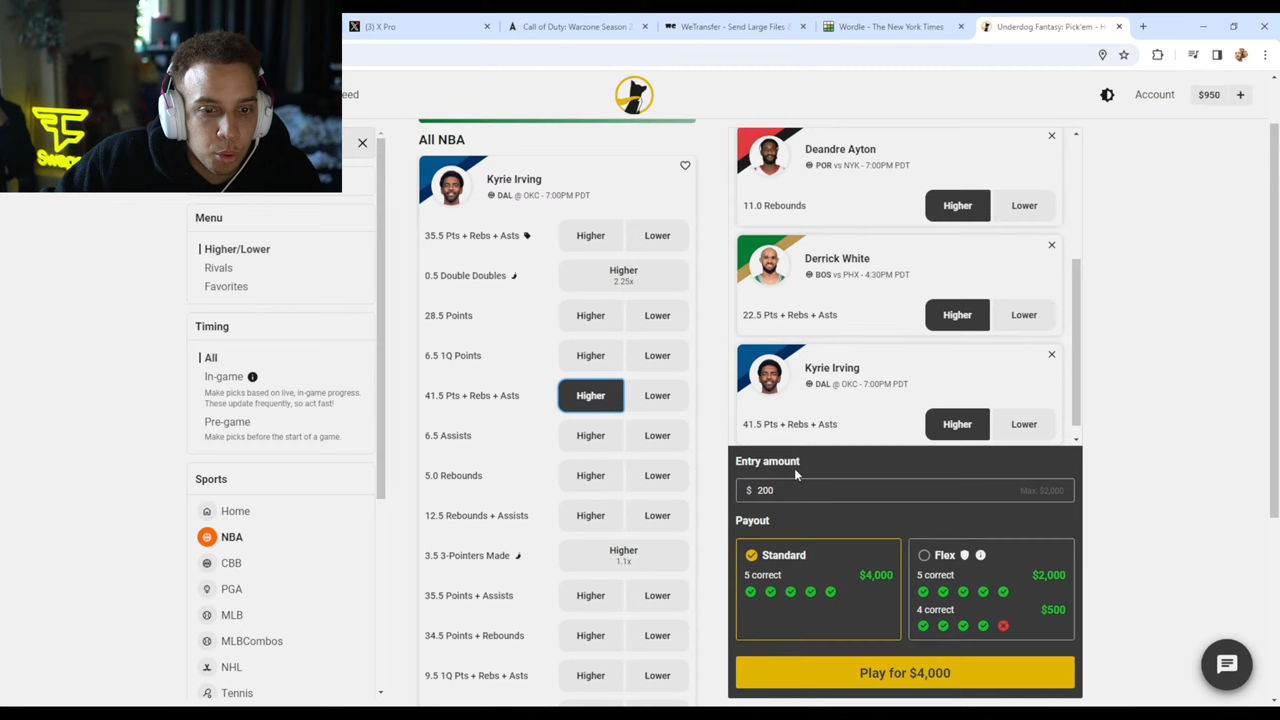 (3) X Pro
Call of Duty: Warzone Season 2
WeTransfer - Send Large Files &
Wordle - The New York Times
Underdog Fantasy: Pick'em - H
eed
Account
$950
+
Menu
Higher/Lower
Rivals
Favorites
Timing
All
In-game
Make picks based on live, in-game progress.
These update frequently, so act fast!
Pre-game
Make picks before the start of a game.
Sports
Home
NBA
CBB
PGA
MLB
MLBCombos
NHL
Tennis
All NBA
Kyrie Irving
DAL @ OKC - 7:00PM PDT
35.5 Pts + Rebs + Asts
Higher
Lower
0.5 Double Doubles
Higher
2.25x
28.5 Points
Higher
Lower
6.5 1Q Points
Higher
Lower
41.5 Pts + Rebs + Asts
Higher
Lower
6.5 Assists
Higher
Lower
5.0 Rebounds
Higher
Lower
12.5 Rebounds + Assists
Higher
Lower
3.5 3-Pointers Made
Higher
1.1x
35.5 Points + Assists
Higher
Lower
34.5 Points + Rebounds
Higher
Lower
9.5 1Q Pts + Rebs + Asts
Higher
Lower
Deandre Ayton
POR vs NYK - 7:00PM PDT
11.0 Rebounds
Higher
Lower
Derrick White
BOS vs PHX - 4:30PM PDT
22.5 Pts + Rebs + Asts
Higher
Lower
Kyrie Irving
DAL @ OKC - 7:00PM PDT
41.5 Pts + Rebs + Asts
Higher
Lower
Entry amount
$ 200
Max: $2,000
Payout
Standard
5 correct
$4,000
Flex
5 correct
$2,000
4 correct
$500
Play for $4,000